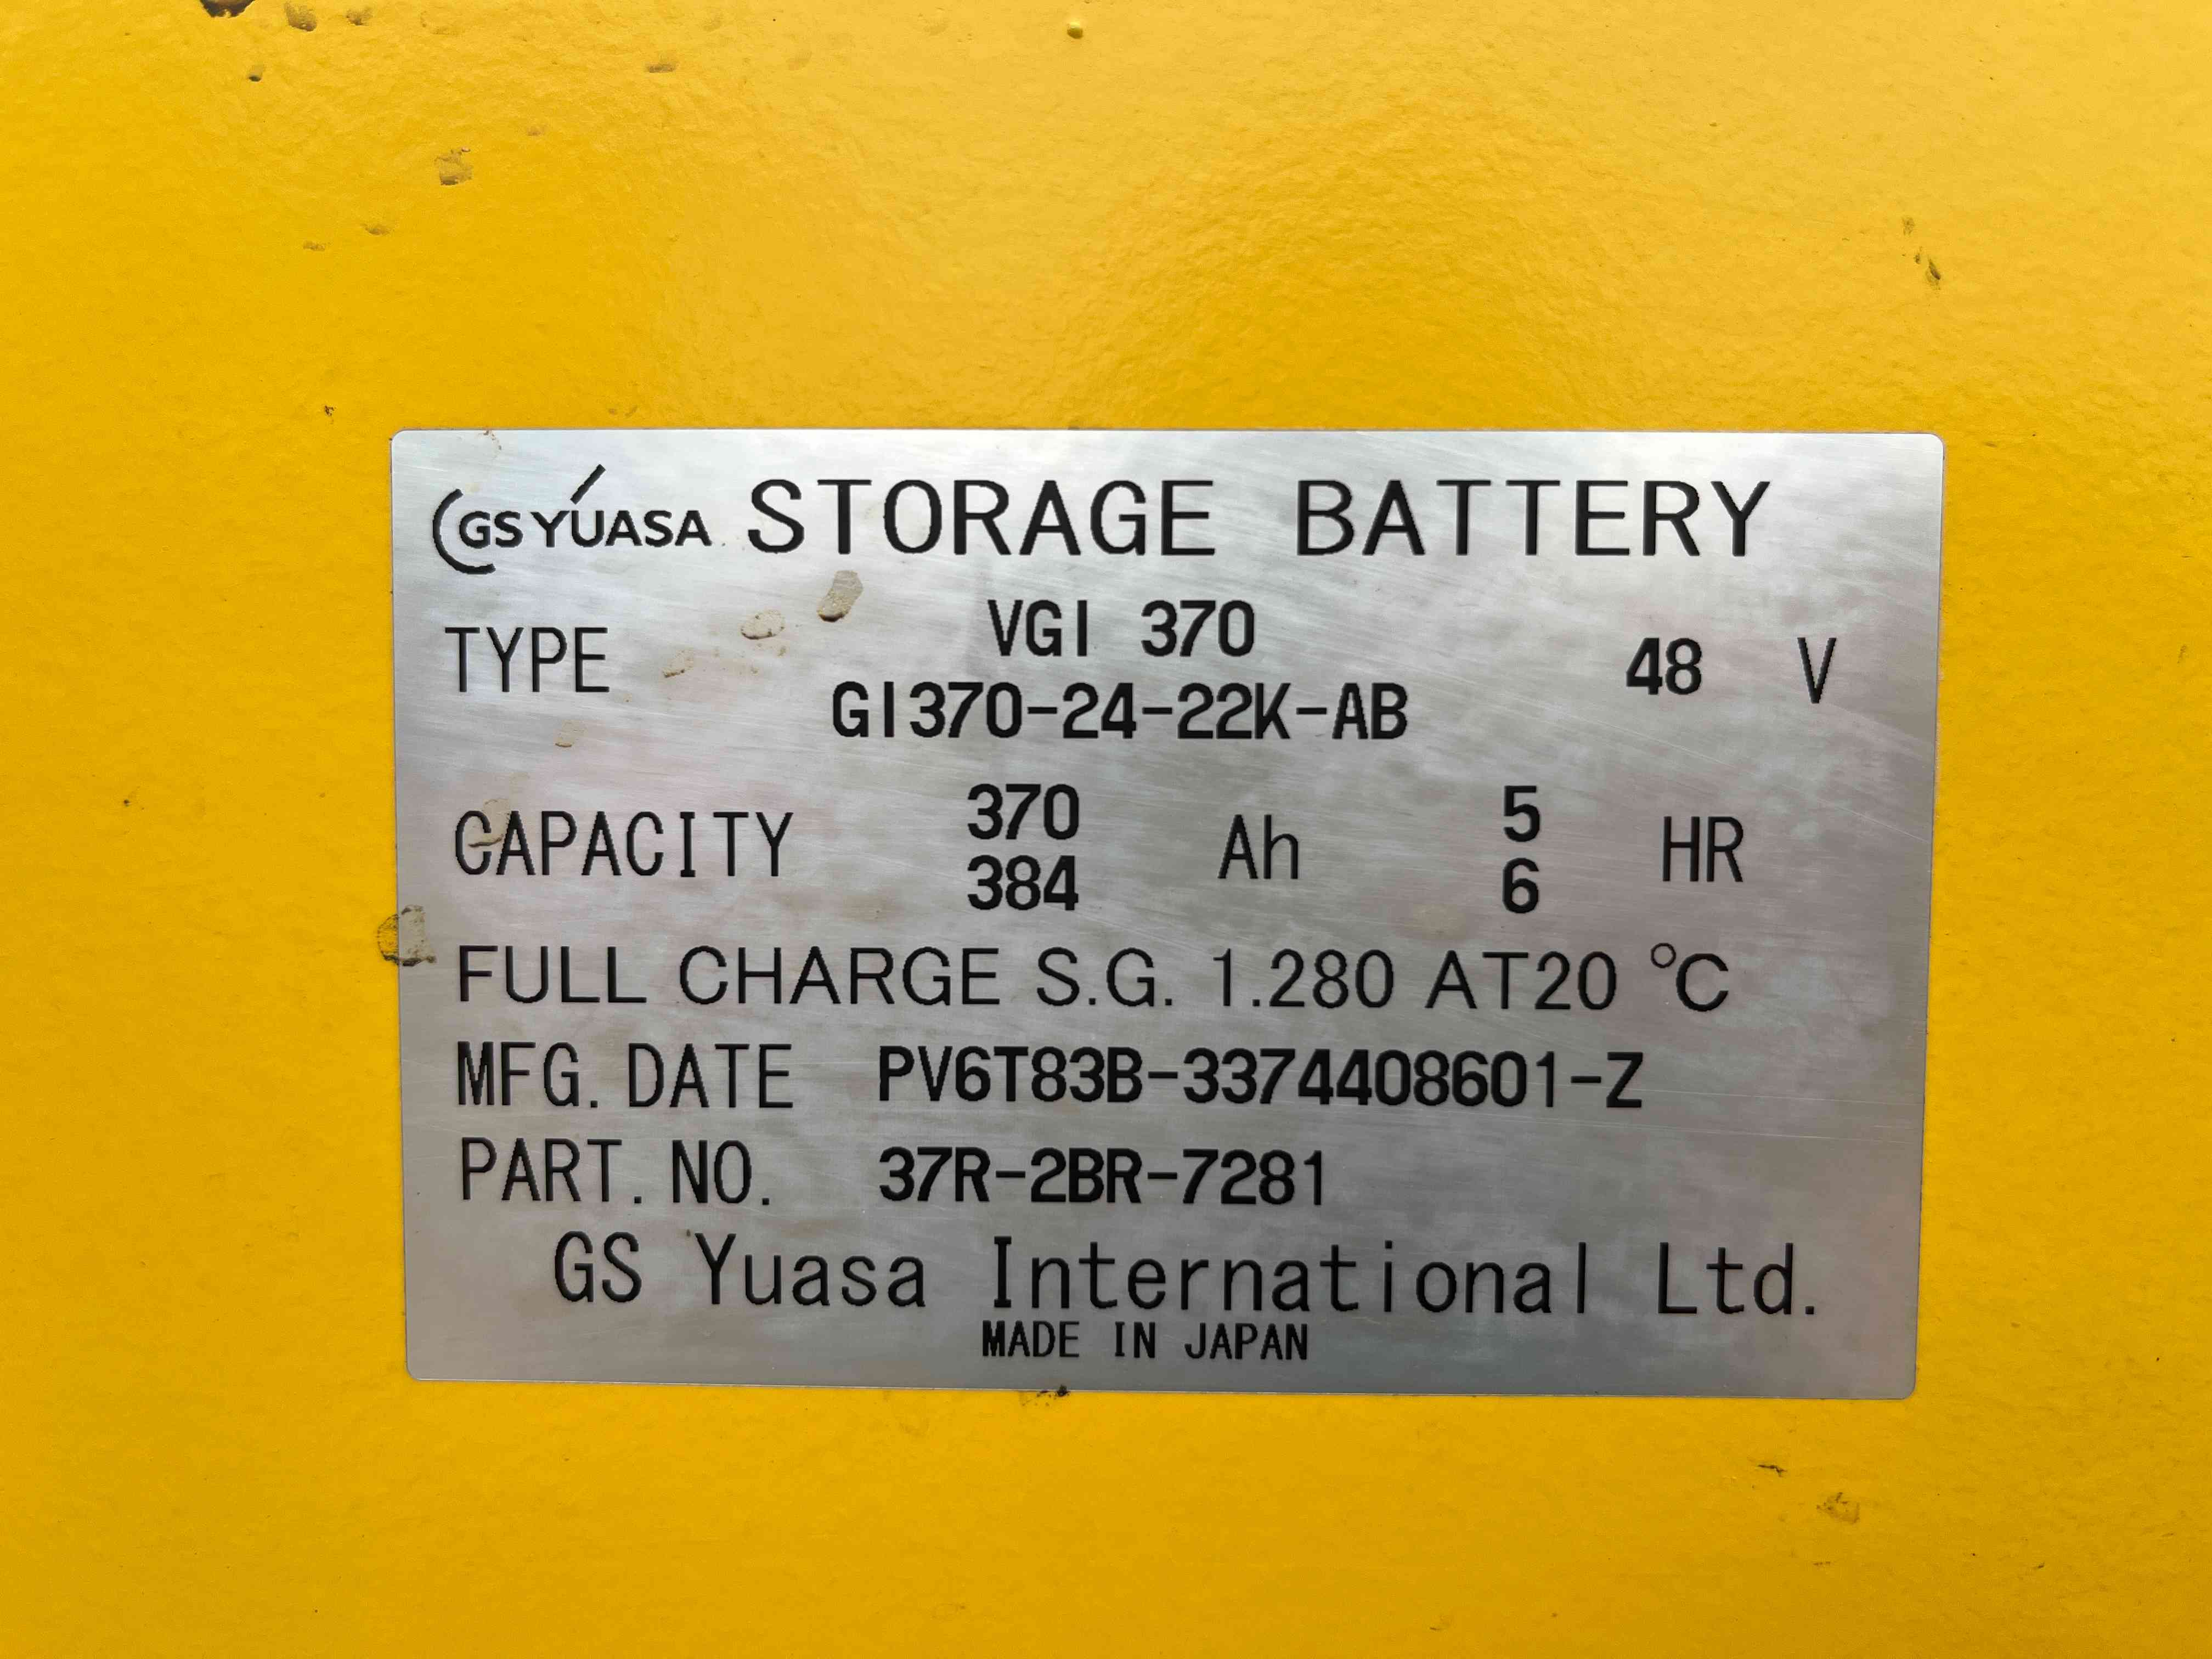 GS YUASA STORAGE BATTERY
TYPE VGI 370 48 V
GI370-24-22K-AB
CAPACITY 370 Ah 5 HR
384 6
FULL CHARGE S.G. 1.280 AT20 ℃
MFG. DATE PV6T83B-3374408601-Z
PART. NO. 37R-2BR-7281
GS Yuasa International Ltd.
MADE IN JAPAN